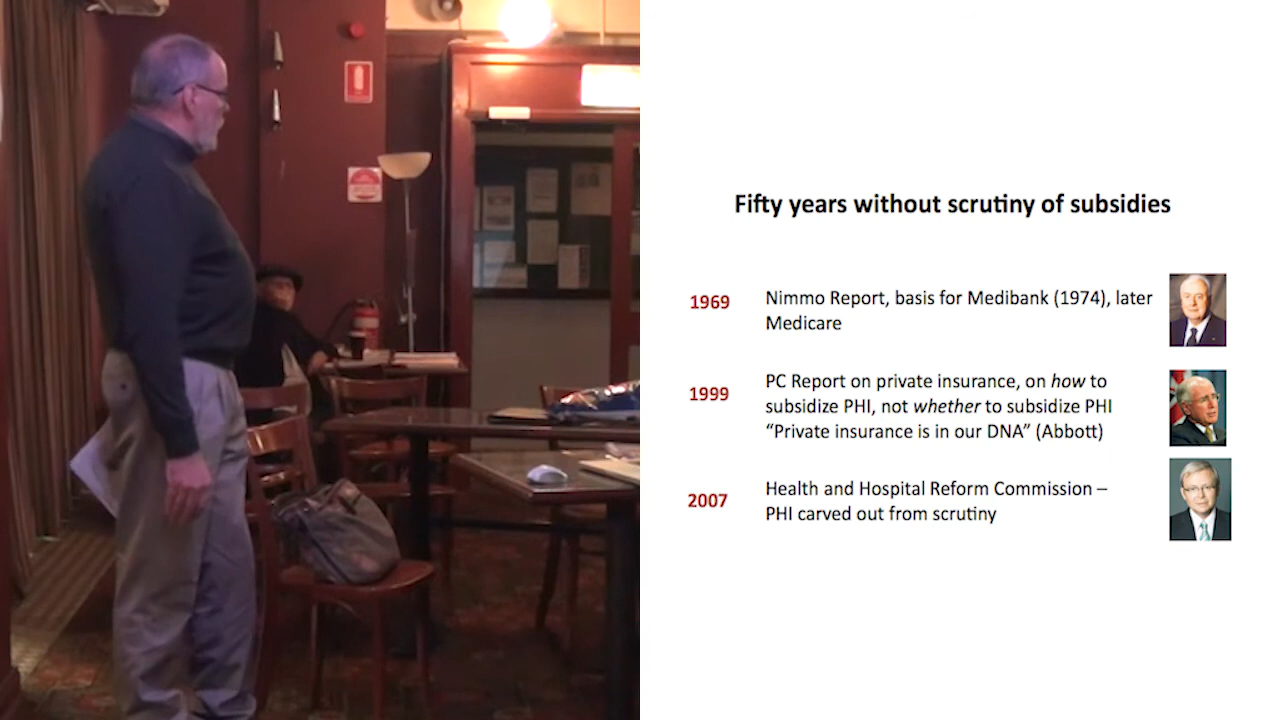 Fifty years without scrutiny of subsidies
1969
Nimmo Report, basis for Medibank (1974), later
Medicare
1999
PC Report on private insurance, on how to
subsidize PHI, not whether to subsidize PHI
“Private insurance is in our DNA” (Abbott)
2007
Health and Hospital Reform Commission –
PHI carved out from scrutiny